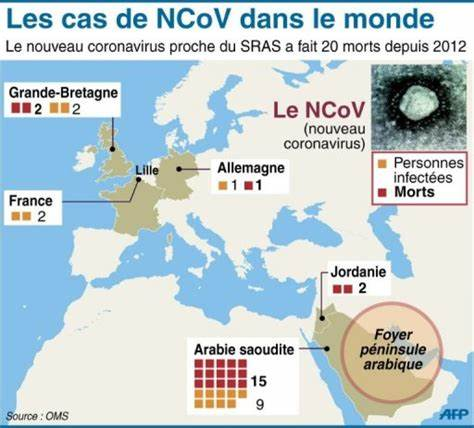 Les cas de NCoV dans le monde
Le nouveau coronavirus proche du SRAS a fait 20 morts depuis 2012
Grande-Bretagne
2 2
Le NCoV
(nouveau
coronavirus)
Personnes
infectées
Morts
Lille
Allemagne
1 1
France
2
Jordanie
2
Foyer
péninsule
arabique
Arabie saoudite
15
9
Source : OMS
AFP